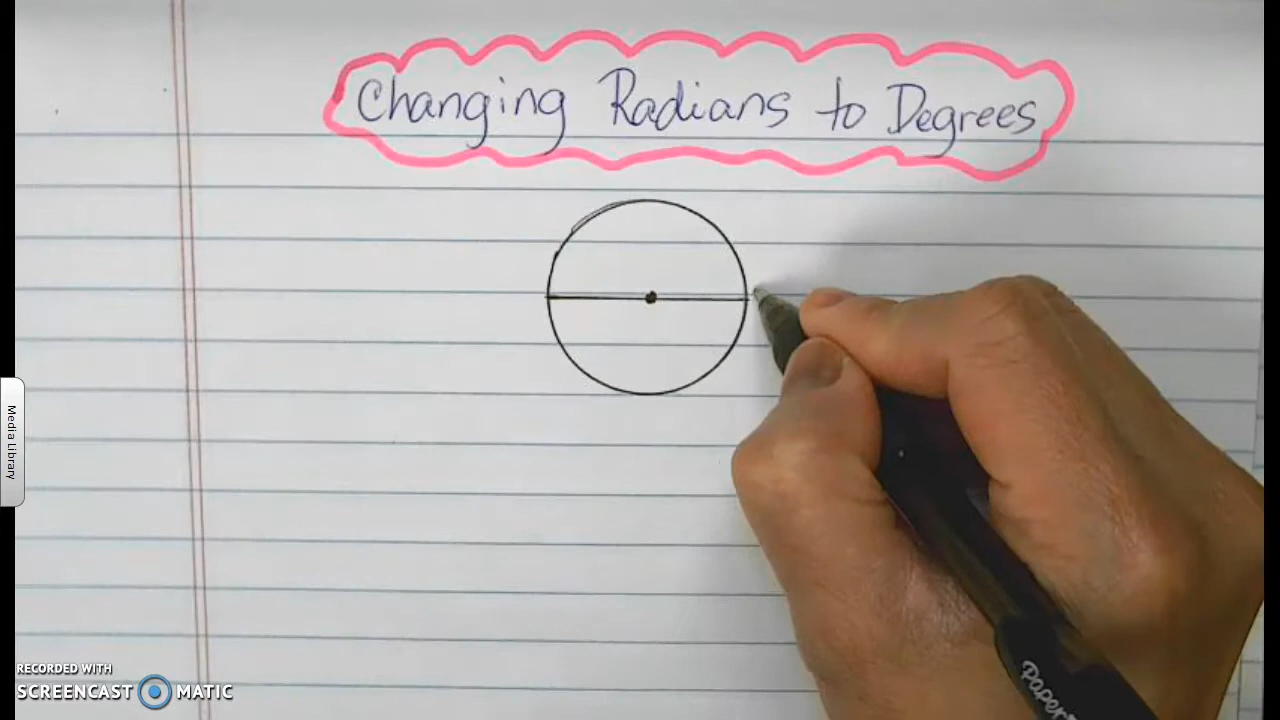 Changing Radians to Degrees
Media Library
RECORDED WITH
SCREENCAST MATIC